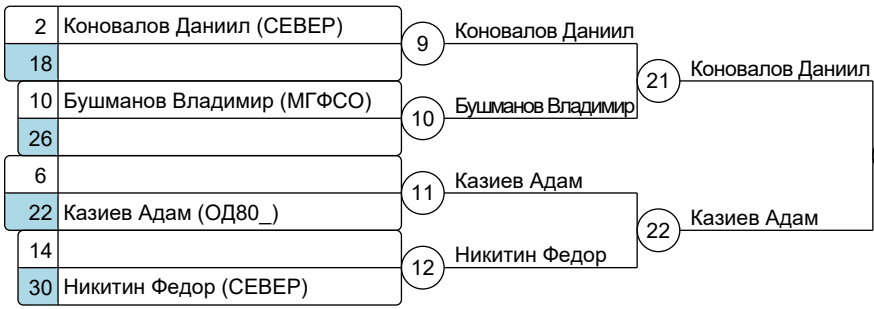 2 Коновалов Даниил (СЕВЕР)
18
9
Коновалов Даниил
10 Бушманов Владимир (МГФСО)
26
10
Бушманов Владимир
21
Коновалов Даниил
6
22 Казиев Адам (ОД80_)
11
Казиев Адам
14
30 Никитин Федор (СЕВЕР)
12
Никитин Федор
22
Казиев Адам